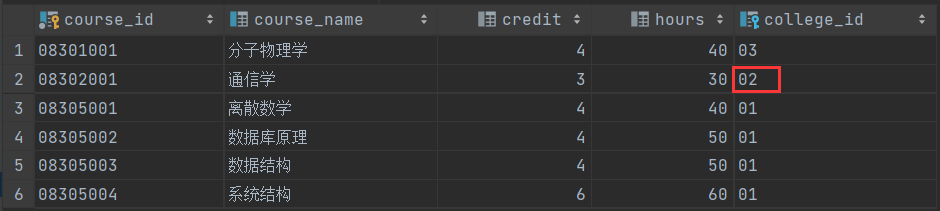 course_id course_name credit hours college_id
1 08301001 分子物理学 4 40 03
2 08302001 通信学 3 30 02
3 08305001 离散数学 4 40 01
4 08305002 数据库原理 4 50 01
5 08305003 数据结构 4 50 01
6 08305004 系统结构 6 60 01